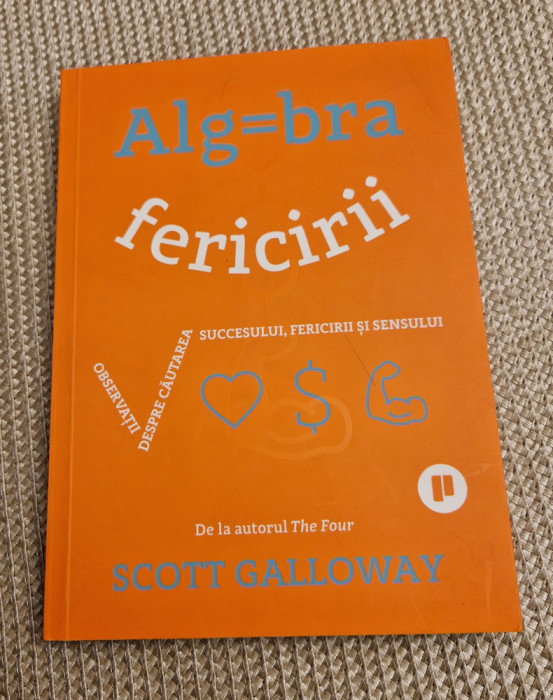 Alg=bra
fericirii
OBSERVAȚII
DESPRE CĂUTAREA
SUCCESULUI, FERICIRII ȘI SENSULUI
$
De la autorul The Four
SCOTT GALLOWAY